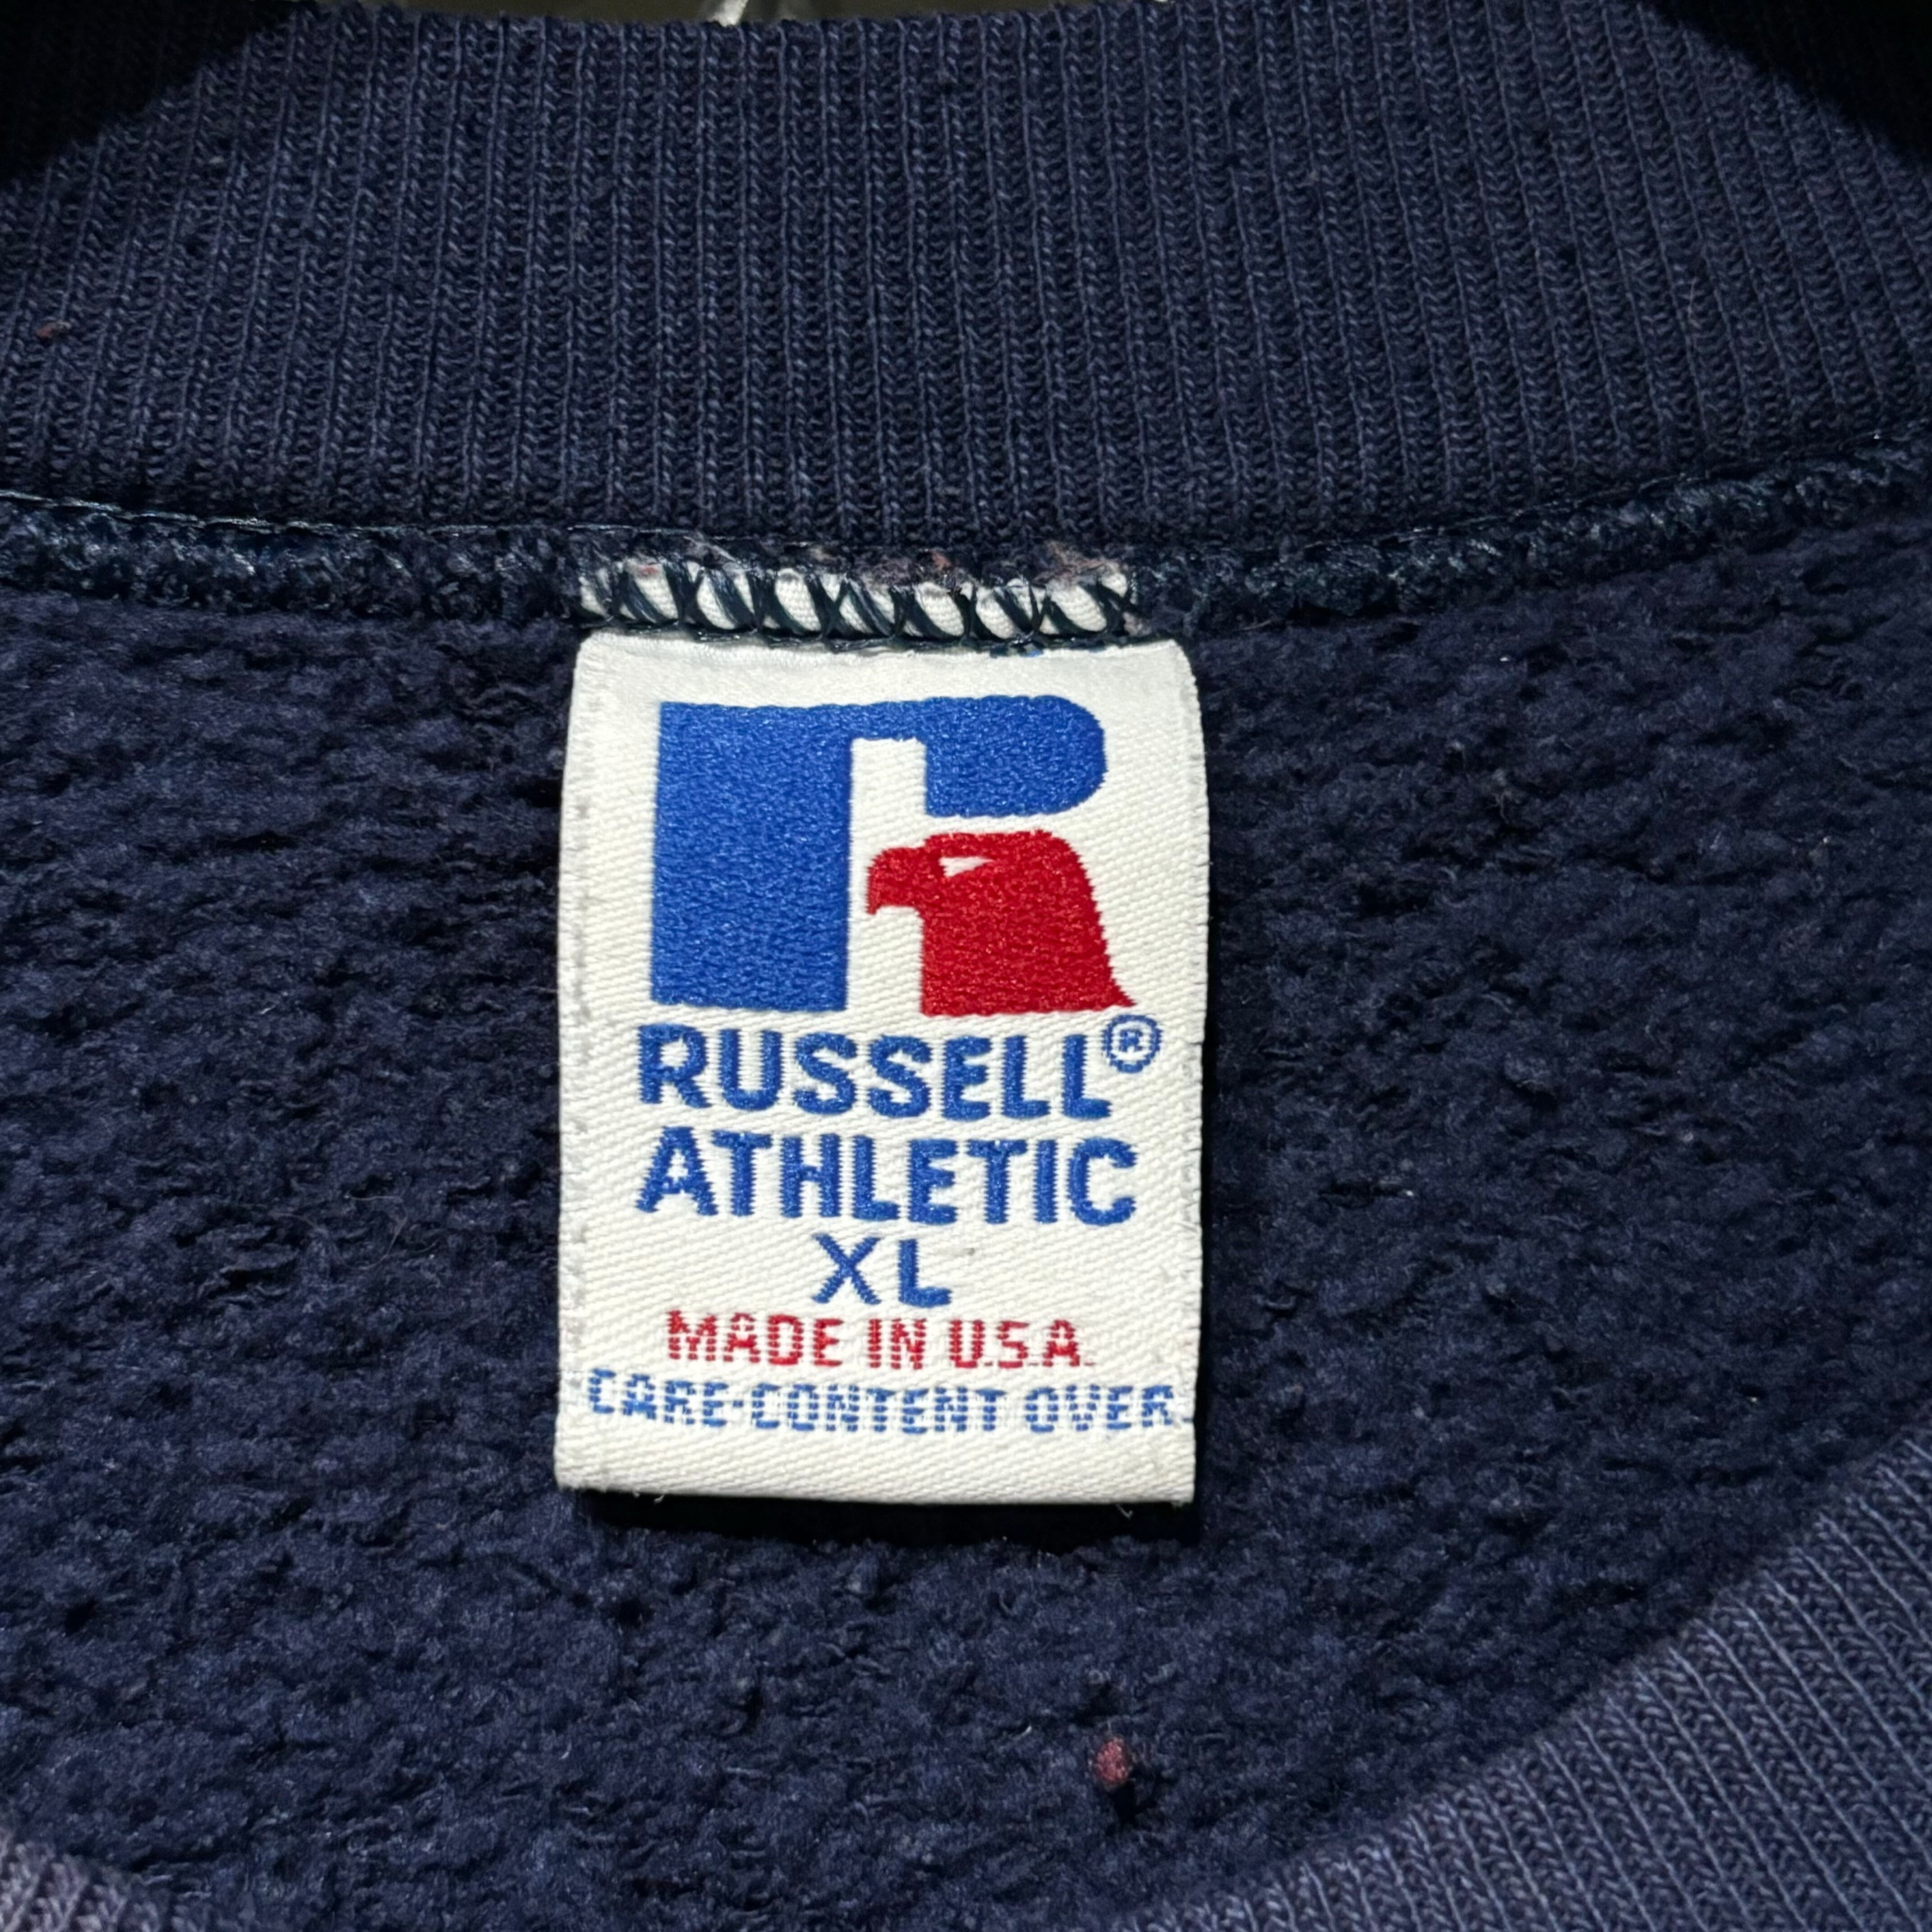 RUSSELL®
ATHLETIC
XL
MADE IN U.S.A.
CARE-CONTENT OVER